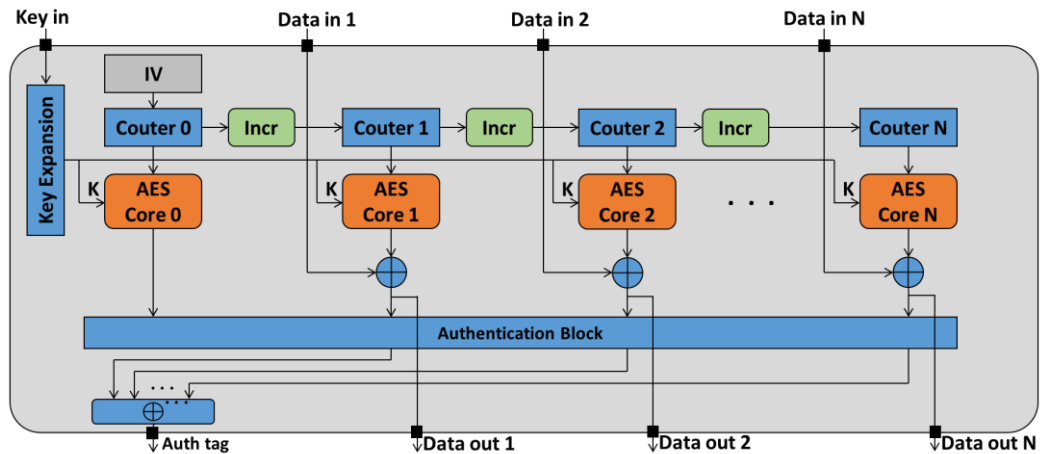 Key in
Data in 1
Data in 2
Data in N
IV
Key Expansion
Couter 0
Incr
Couter 1
Incr
Couter 2
Incr
Couter N
K
AES
Core 0
K
AES
Core 1
K
AES
Core 2
. . .
K
AES
Core N
Authentication Block
. . .
. . .
Auth tag
Data out 1
Data out 2
Data out N